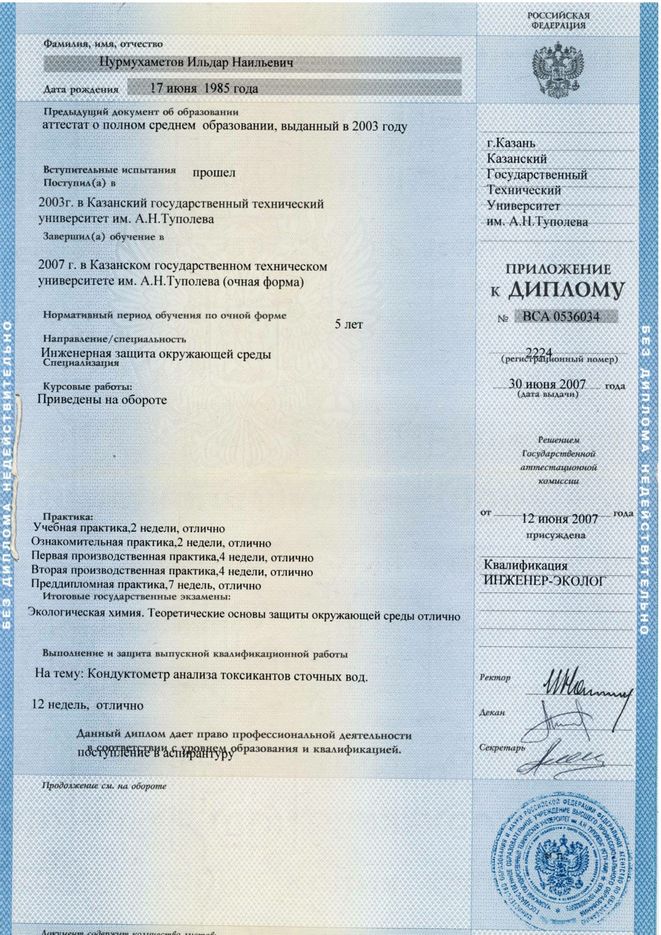 РОССИЙСКАЯ
ФЕДЕРАЦИЯ
Фамилия, имя, отчество
Нурмухаметов Ильдар Наильевич
Дата рождения 17 июня 1985 года
Предыдущий документ об образовании
аттестат о полном среднем образовании, выданный в 2003 году
Вступительные испытания прошел
Поступил(а) в
2003г. в Казанский государственный технический
университет им. А.Н.Туполева
Завершил(а) обучение в
2007 г. в Казанском государственном техническом
университете им. А.Н.Туполева (очная форма)
Нормативный период обучения по очной форме
5 лет
Направление/специальность
Инженерная защита окружающей среды
Специализация
Курсовые работы:
Приведены на обороте
Практика:
Учебная практика,2 недели, отлично
Ознакомительная практика,2 недели, отлично
Первая производственная практика,4 недели, отлично
Вторая производственная практика,4 недели, отлично
Преддипломная практика,7 недель, отлично
Итоговые государственные экзамены:
Экологическая химия. Теоретические основы защиты окружающей среды отлично
Выполнение и защита выпускной квалификационной работы
На тему: Кондуктометр анализа токсикантов сточных вод.
12 недель, отлично
Данный диплом дает право профессиональной деятельности
в соответствии с уровнем образования и квалификацией.
поступление в аспирантуру
Продолжение см. на обороте
Документ содержит количество листов
г.Казань
Казанский
Государственный
Технический
Университет
им. А.Н.Туполева
ПРИЛОЖЕНИЕ
К ДИПЛОМУ
№ ВСА 0536034
2224
(регистрационный номер)
30 июня 2007 года
(дата выдачи)
Решением
Государственной
аттестационной
комиссии
от 12 июня 2007 года
присуждена
Квалификация
ИНЖЕНЕР-ЭКОЛОГ
Ректор
Декан
Секретарь
БЕЗ ДИПЛОМА НЕДЕЙСТВИТЕЛЬНО
БЕЗ ДИПЛОМА НЕДЕЙСТВИТЕЛЬНО